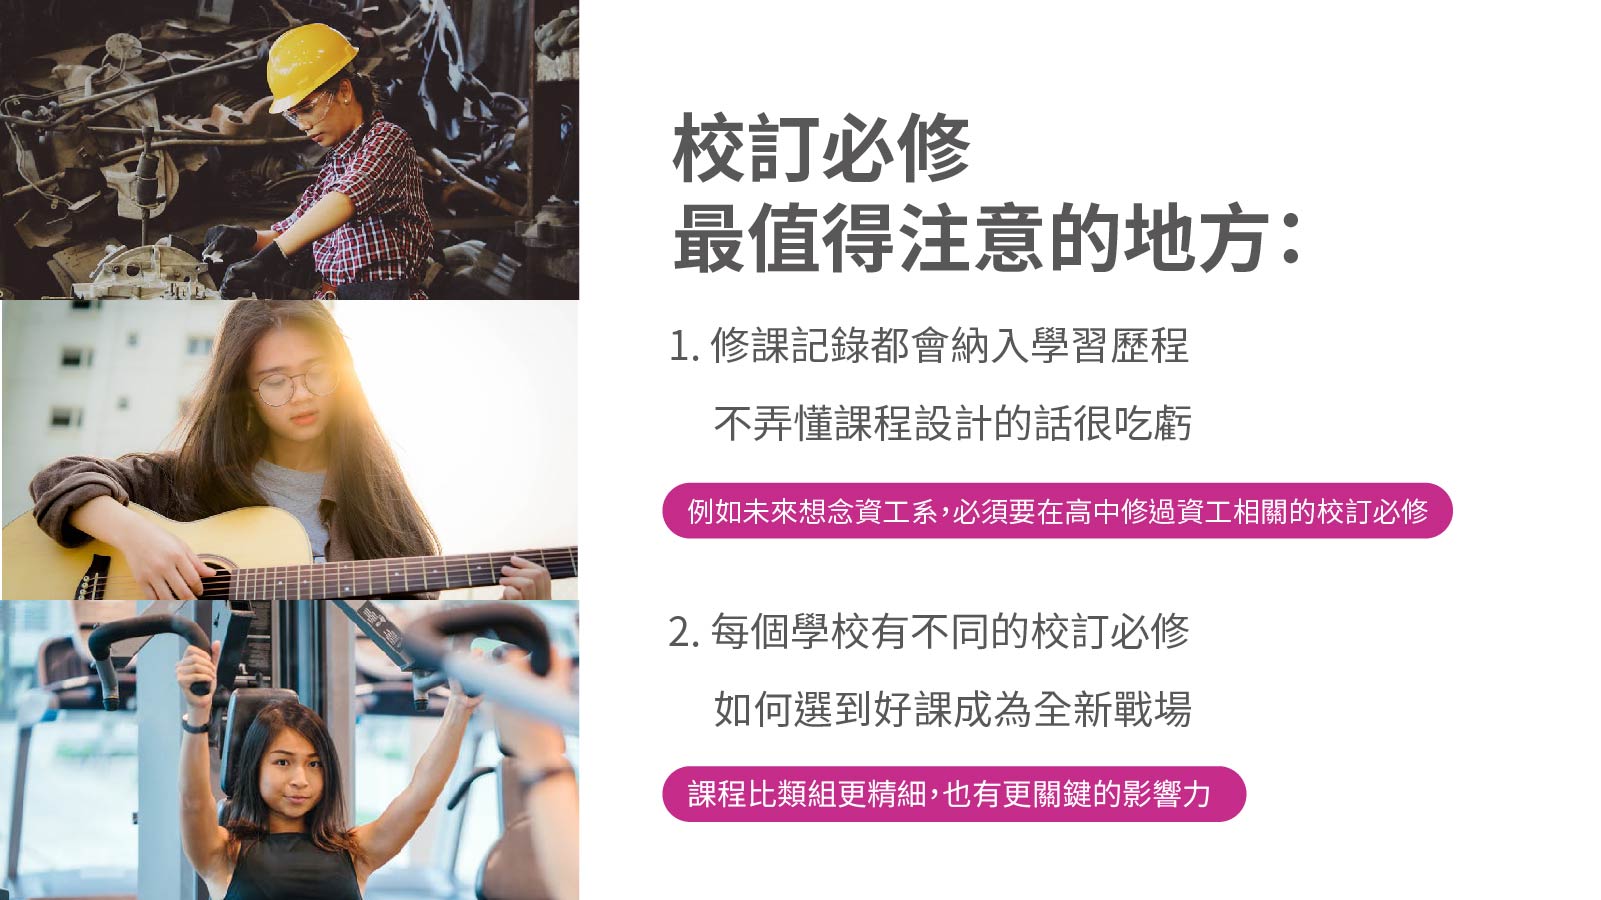 校訂必修
最值得注意的地方：
1. 修課記錄都會納入學習歷程
不弄懂課程設計的話很吃虧
例如未來想念資工系，必須要在高中修過資工相關的校訂必修
2. 每個學校有不同的校訂必修
如何選到好課成為全新戰場
課程比類組更精細，也有更關鍵的影響力